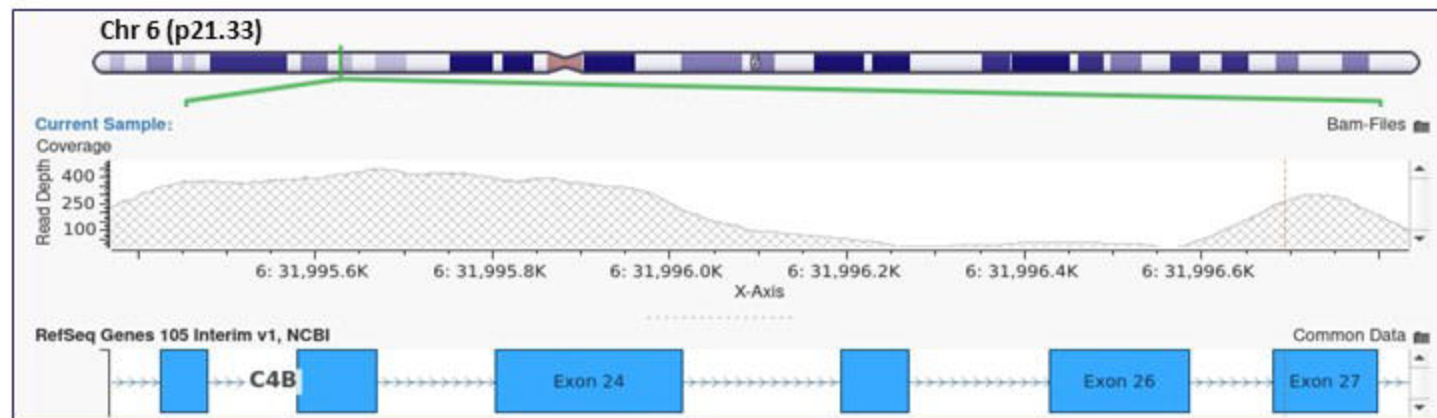 Chr 6 (p21.33)
6
Current Sample:
Bam-Files
Coverage
Read Depth
400
250
100
6: 31,995.6K 6: 31,995.8K 6: 31,996.0K 6: 31,996.2K 6: 31,996.4K 6: 31,996.6K
X-Axis
RefSeq Genes 105 Interim v1, NCBI
Common Data
C4B Exon 24 Exon 26 Exon 27